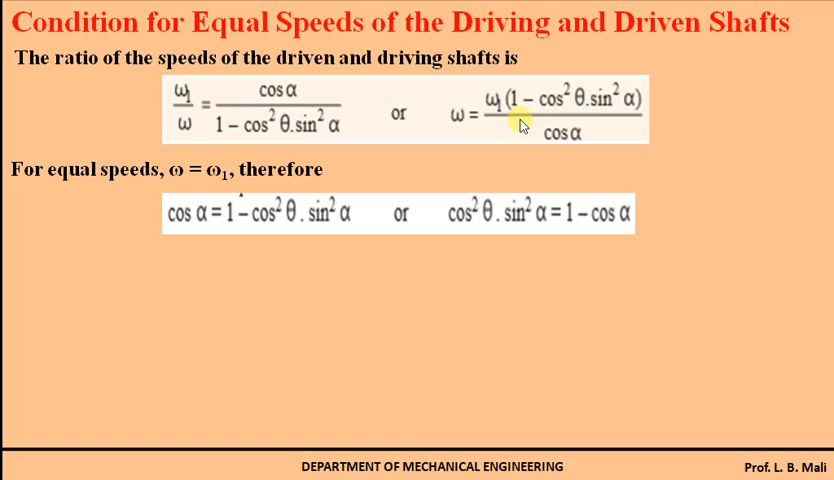 Condition for Equal Speeds of the Driving and Driven Shafts
The ratio of the speeds of the driven and driving shafts is
ω₁/ω = cos α / (1 – cos² θ.sin² α) or ω = ω₁ (1 – cos² θ.sin² α) / cos α
For equal speeds, ω = ω₁, therefore
cos α = 1 – cos² θ . sin² α or cos² θ . sin² α = 1 – cos α
DEPARTMENT OF MECHANICAL ENGINEERING
Prof. L. B. Mali